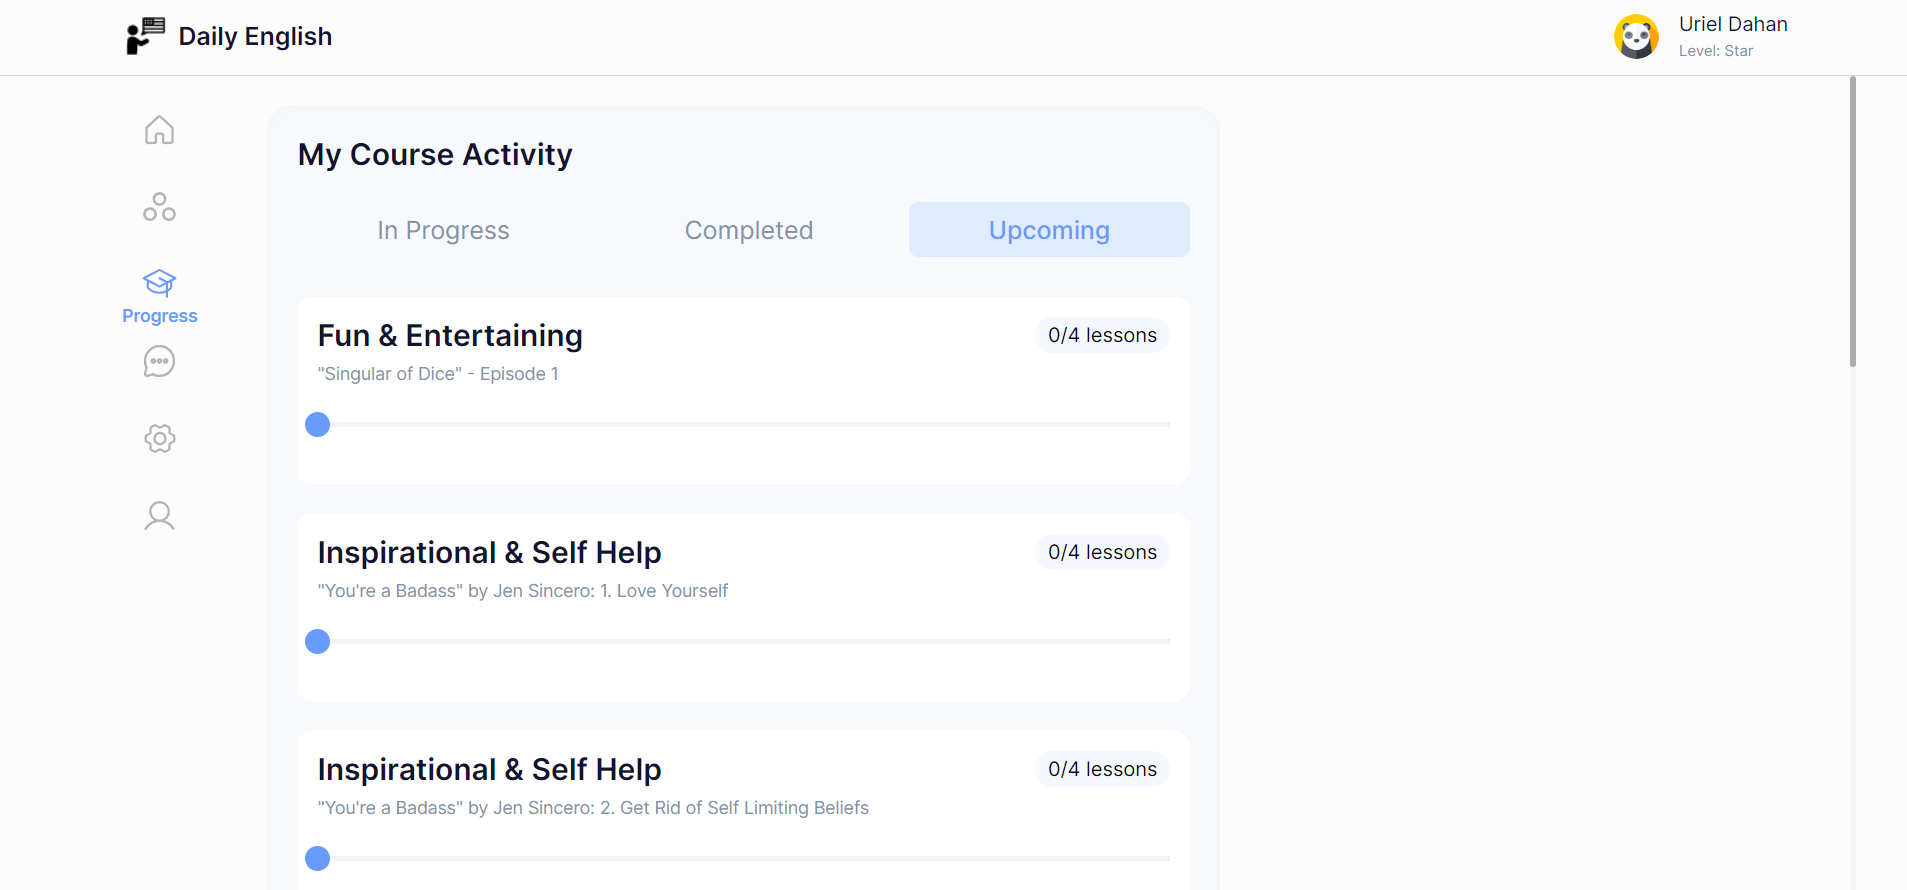 Daily English
Uriel Dahan
Level: Star
Progress
My Course Activity
In Progress
Completed
Upcoming
Fun & Entertaining
0/4 lessons
"Singular of Dice" - Episode 1
Inspirational & Self Help
0/4 lessons
"You're a Badass" by Jen Sincero: 1. Love Yourself
Inspirational & Self Help
0/4 lessons
"You're a Badass" by Jen Sincero: 2. Get Rid of Self Limiting Beliefs